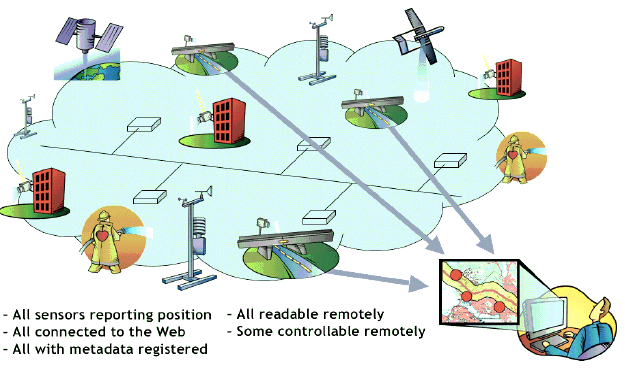 - All sensors reporting position
- All connected to the Web
- All with metadata registered
- All readable remotely
- Some controllable remotely